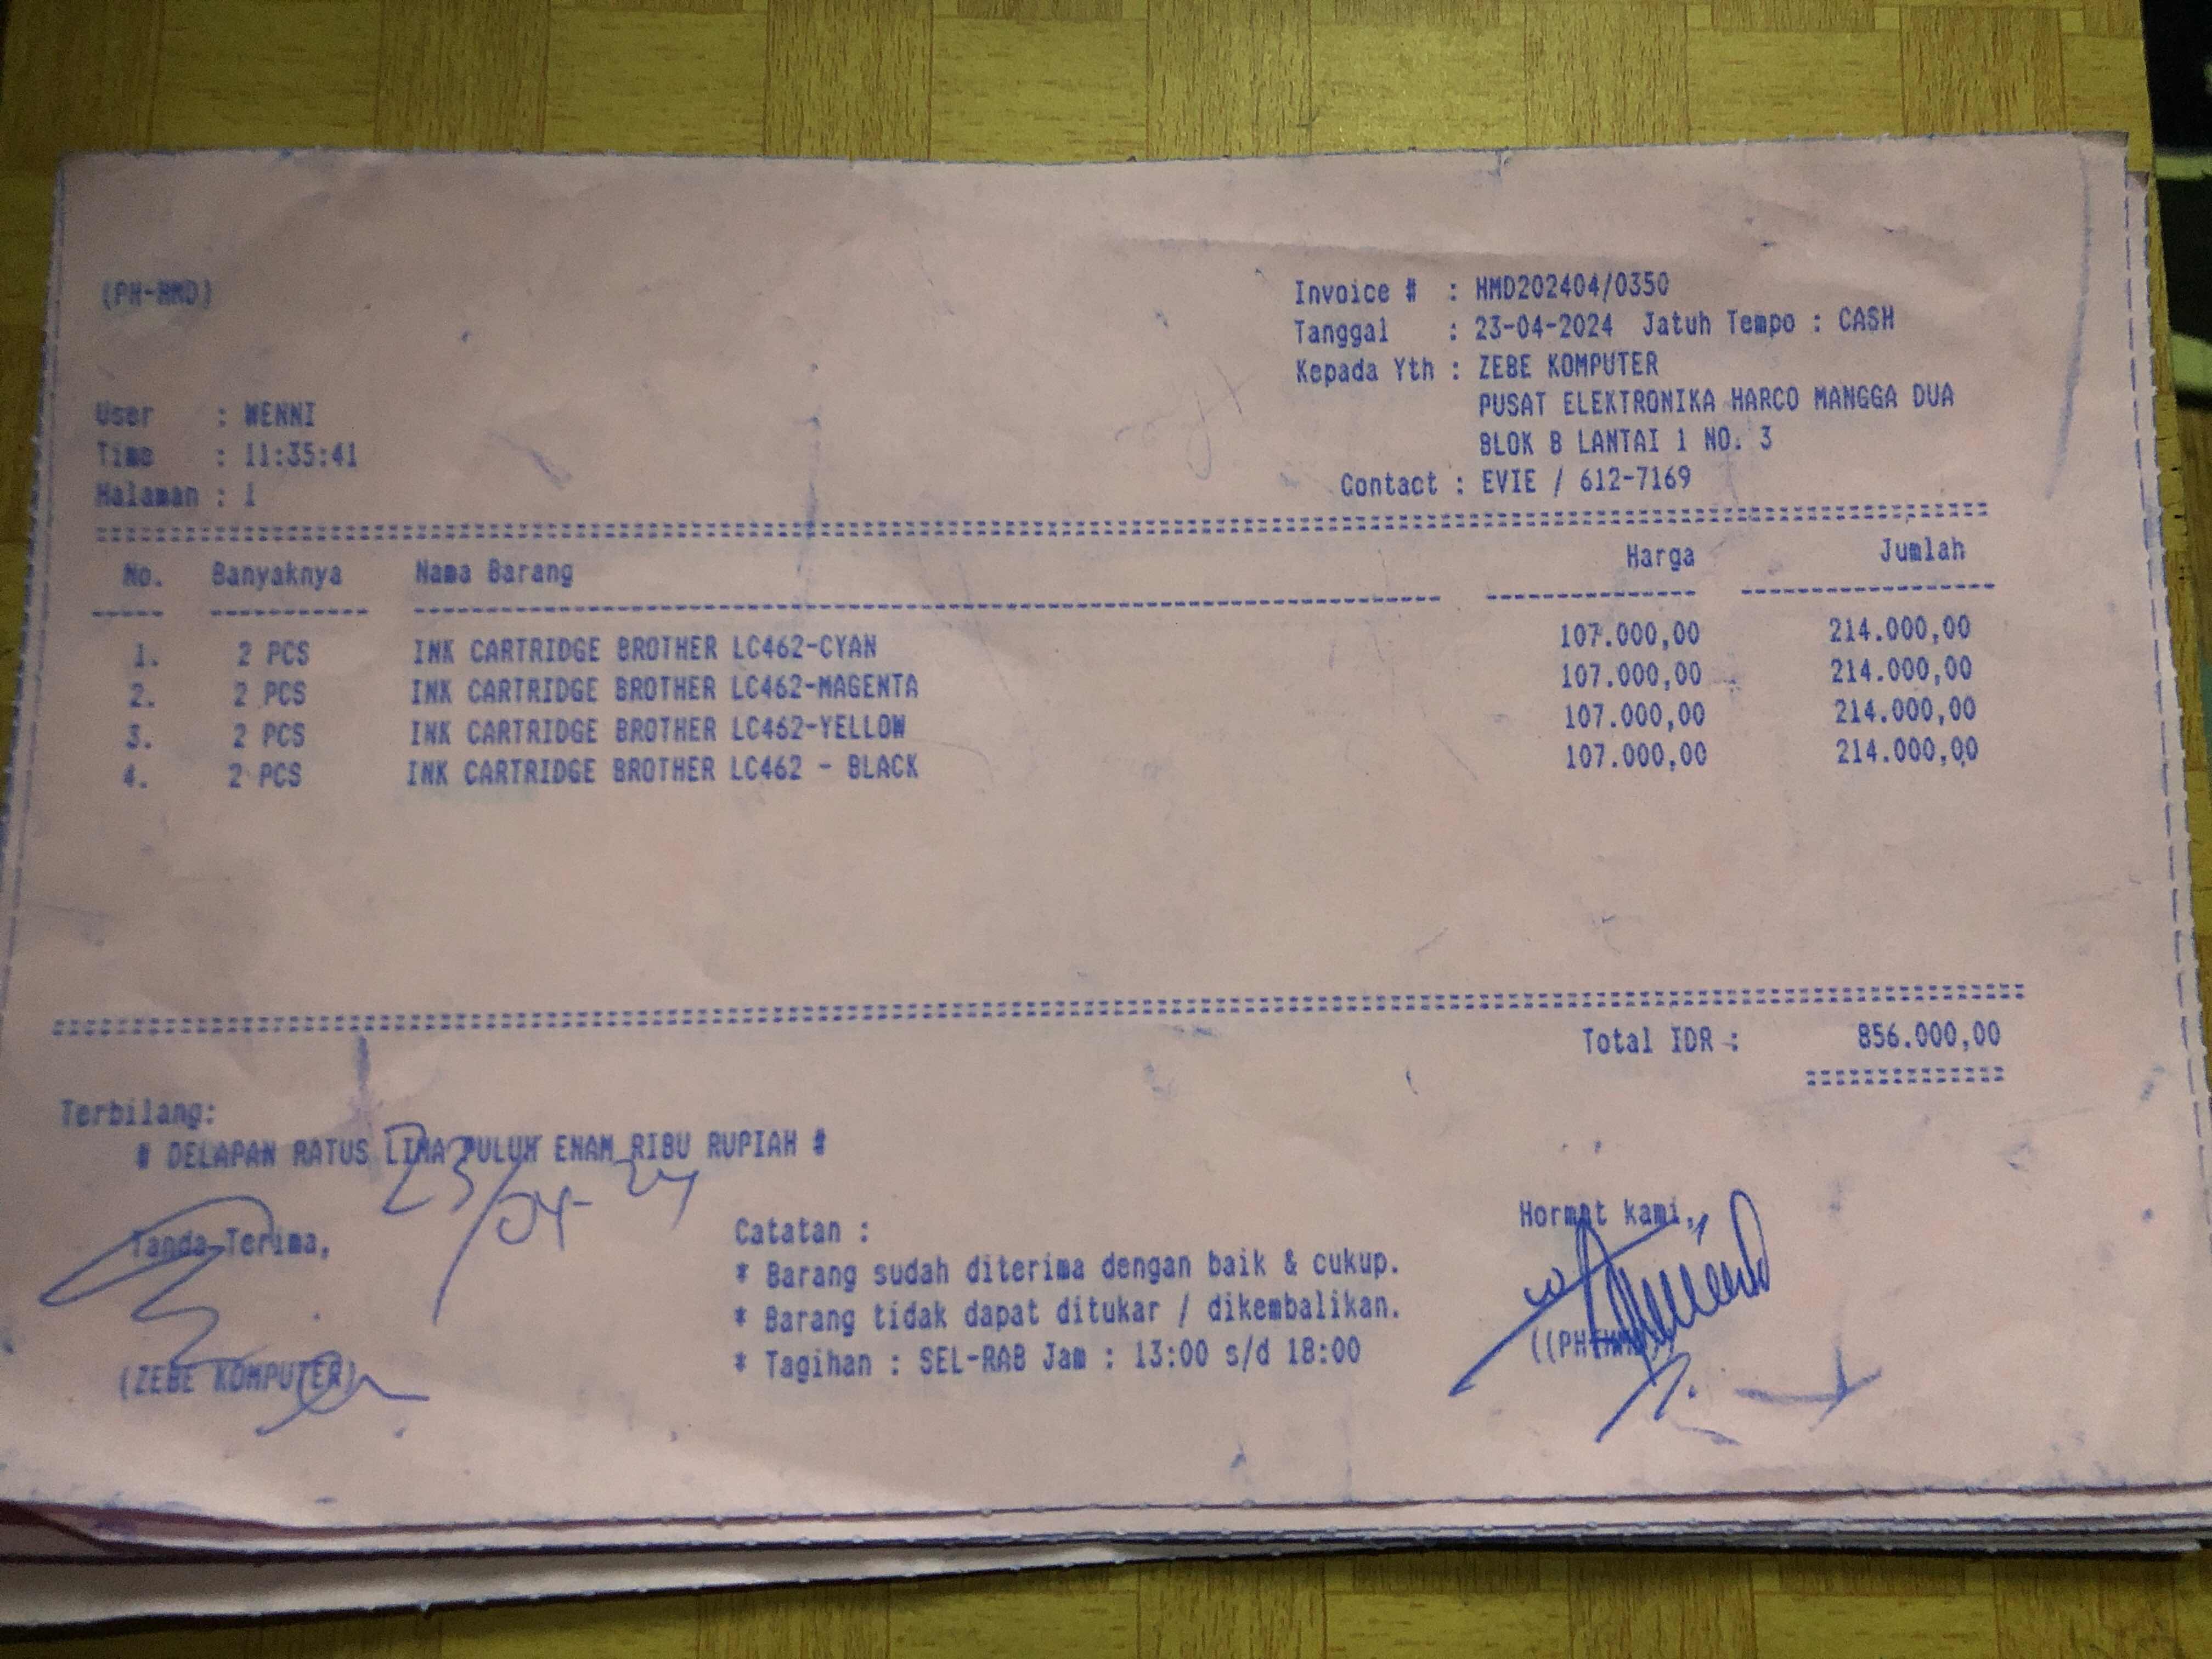 (PH-HMD)
Invoice # : HMD202404/0350
Tanggal : 23-04-2024 Jatuh Tempo : CASH
Kepada Yth : ZEBE KOMPUTER
PUSAT ELEKTRONIKA HARCO MANGGA DUA
BLOK B LANTAI 1 NO. 3
Contact : EVIE / 612-7169
User : WENNI
Time : 11:35:41
Halaman : 1
No. Banyaknya Nama Barang Harga Jumlah
1. 2 PCS INK CARTRIDGE BROTHER LC462-CYAN 107.000,00 214.000,00
2. 2 PCS INK CARTRIDGE BROTHER LC462-MAGENTA 107.000,00 214.000,00
3. 2 PCS INK CARTRIDGE BROTHER LC462-YELLOW 107.000,00 214.000,00
4. 2 PCS INK CARTRIDGE BROTHER LC462 - BLACK 107.000,00 214.000,00
Total IDR : 856.000,00
Terbilang:
# DELAPAN RATUS LIMA PULUH ENAM RIBU RUPIAH #
23/04-24
Tanda Terima,
(ZEBE KOMPUTER)
Catatan :
* Barang sudah diterima dengan baik & cukup.
* Barang tidak dapat ditukar / dikembalikan.
* Tagihan : SEL-RAB Jam : 13:00 s/d 18:00
Hormat kami,